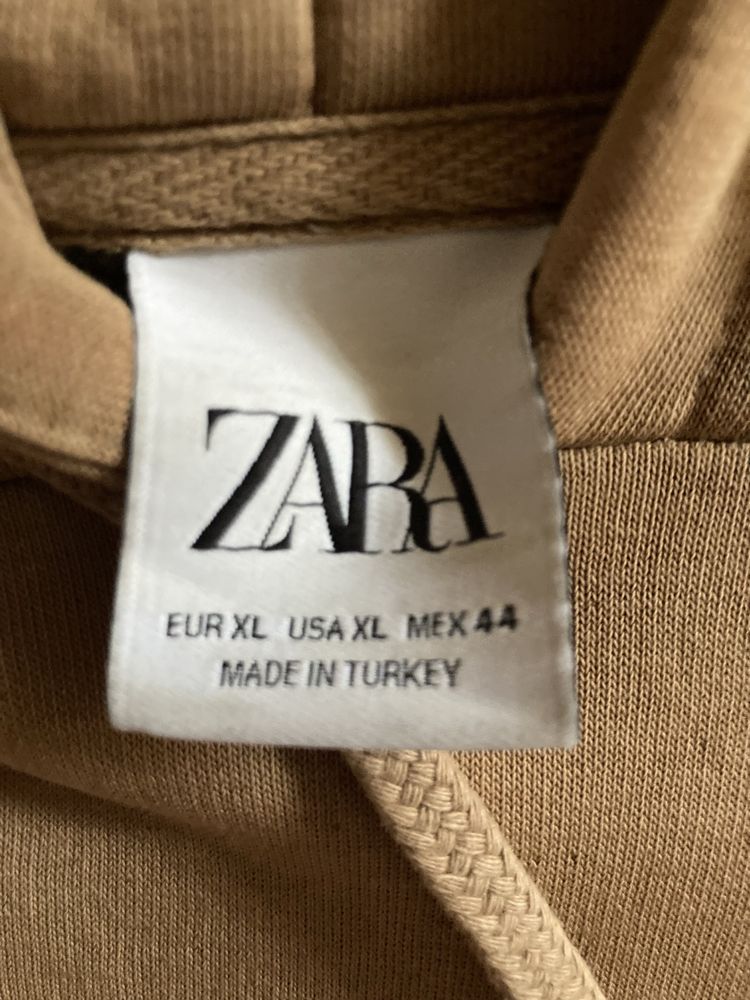 ZARA
EUR XL USA XL MEX 44
MADE IN TURKEY